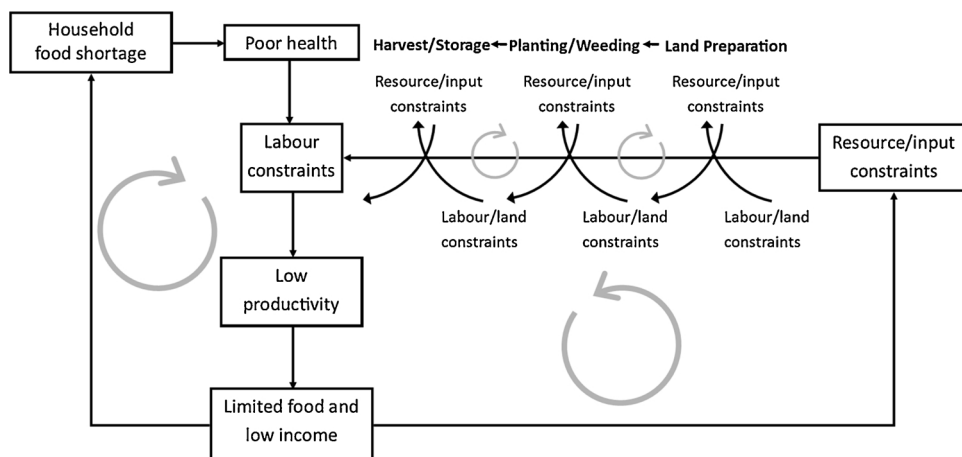 Household
food shortage
Poor health
Harvest/Storage
Planting/Weeding
Land Preparation
Resource/input
constraints
Resource/input
constraints
Resource/input
constraints
Labour
constraints
Resource/input
constraints
Labour/land
constraints
Labour/land
constraints
Labour/land
constraints
Low
productivity
Limited food and
low income